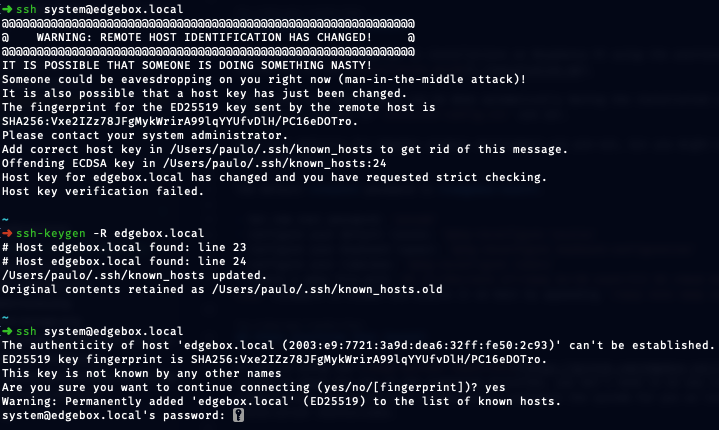 ➜ ssh system@edgebox.local
@@@@@@@@@@@@@@@@@@@@@@@@@@@@@@@@@@@@@@@@@@@@@@@@@@@@@@@@@@@
@    WARNING: REMOTE HOST IDENTIFICATION HAS CHANGED!     @
@@@@@@@@@@@@@@@@@@@@@@@@@@@@@@@@@@@@@@@@@@@@@@@@@@@@@@@@@@@
IT IS POSSIBLE THAT SOMEONE IS DOING SOMETHING NASTY!
Someone could be eavesdropping on you right now (man-in-the-middle attack)!
It is also possible that a host key has just been changed.
The fingerprint for the ED25519 key sent by the remote host is
SHA256:Vxe2IZz78JFgMykWrirA99lqYYUfvDlH/PC16eDOTro.
Please contact your system administrator.
Add correct host key in /Users/paulo/.ssh/known_hosts to get rid of this message.
Offending ECDSA key in /Users/paulo/.ssh/known_hosts:24
Host key for edgebox.local has changed and you have requested strict checking.
Host key verification failed.
~
➜ ssh-keygen -R edgebox.local
# Host edgebox.local found: line 23
# Host edgebox.local found: line 24
/Users/paulo/.ssh/known_hosts updated.
Original contents retained as /Users/paulo/.ssh/known_hosts.old
~
➜ ssh system@edgebox.local
The authenticity of host 'edgebox.local (2003:e9:7721:3a9d:dea6:32ff:fe50:2c93)' can't be established.
ED25519 key fingerprint is SHA256:Vxe2IZz78JFgMykWrirA99lqYYUfvDlH/PC16eDOTro.
This key is not known by any other names
Are you sure you want to continue connecting (yes/no/[fingerprint])? yes
Warning: Permanently added 'edgebox.local' (ED25519) to the list of known hosts.
system@edgebox.local's password: